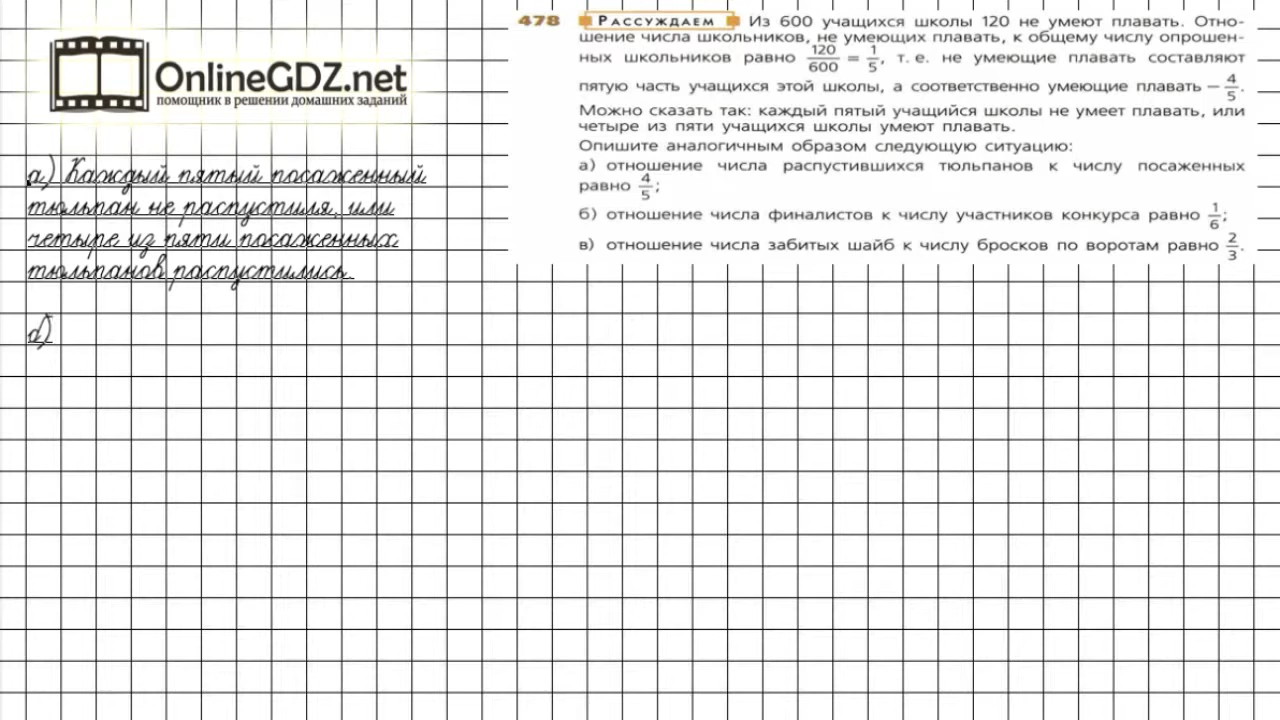 OnlineGDZ.net
помощник в решении домашних заданий
478 Рассуждаем Из 600 учащихся школы 120 не умеют плавать. Отно-
шение числа школьников, не умеющих плавать, к общему числу опрошен-
ных школьников равно 120/600 = 1/5, т. е. не умеющие плавать составляют
пятую часть учащихся этой школы, а соответственно умеющие плавать – 4/5.
Можно сказать так: каждый пятый учащийся школы не умеет плавать, или
четыре из пяти учащихся школы умеют плавать.
Опишите аналогичным образом следующую ситуацию:
а) отношение числа распустившихся тюльпанов к числу посаженных
равно 4/5;
б) отношение числа финалистов к числу участников конкурса равно 1/6;
в) отношение числа забитых шайб к числу бросков по воротам равно 2/3.
а) Каждый пятый посаженный
тюльпан не распустиля, или
четыре из пяти посаженных
тюльпанов распустились.
б)